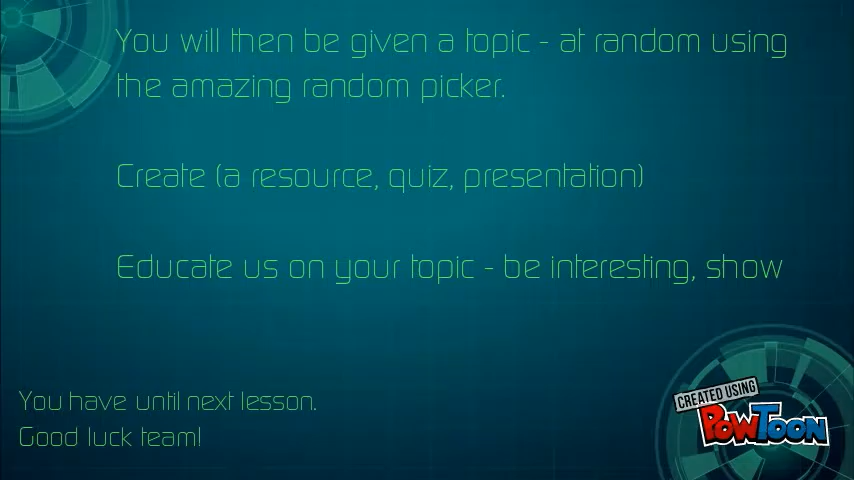 You will then be given a topic - at random using
the amazing random picker.
Create (a resource, quiz, presentation)
Educate us on your topic - be interesting, show
You have until next lesson.
Good luck team!
CREATED USING
POWTOON